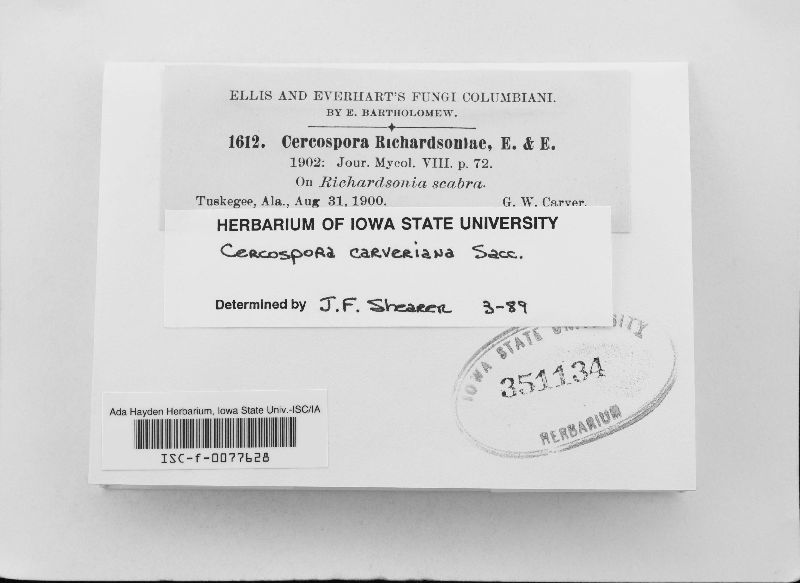 ELLIS AND EVERHART'S FUNGI COLUMBIANI.
BY E. BARTHOLOMEW.
1612. Cercospora Richardsoniae, E. & E.
1902: Jour. Mycol. VIII. p. 72.
On Richardsonia scabra.
Tuskegee, Ala., Aug 31, 1900. G. W. Carver.
HERBARIUM OF IOWA STATE UNIVERSITY
Cercospora carveriana Sacc.
Determined by J.F. Shearer 3-89
IOWA STATE UNIVERSITY
351134
HERBARIUM
Ada Hayden Herbarium, Iowa State Univ.-ISC/IA
ISC-f-0077628